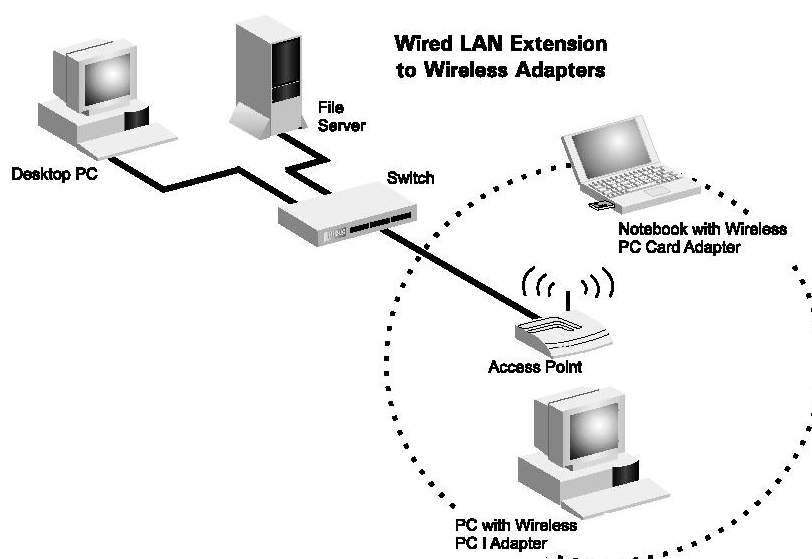 Wired LAN Extension
to Wireless Adapters
File
Server
Desktop PC
Switch
Notebook with Wireless
PC Card Adapter
Access Point
PC with Wireless
PC I Adapter